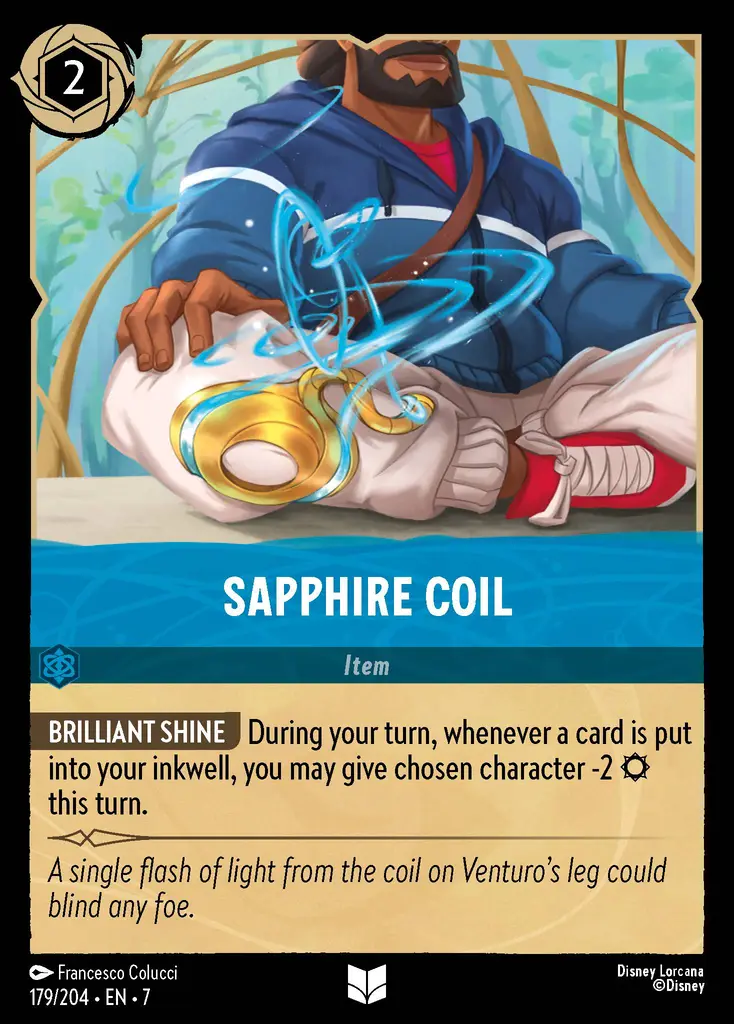 2
SAPPHIRE COIL
Item
BRILLIANT SHINE During your turn, whenever a card is put
into your inkwell, you may give chosen character -2
this turn.
A single flash of light from the coil on Venturo's leg could
blind any foe.
Francesco Colucci
179/204 • EN • 7
Disney Lorcana
©Disney